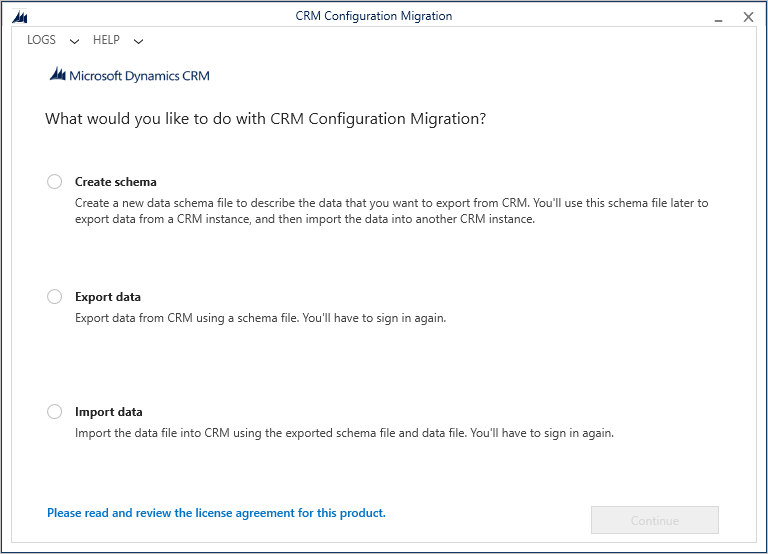 CRM Configuration Migration
LOGS HELP
Microsoft Dynamics CRM
What would you like to do with CRM Configuration Migration?
Create schema
Create a new data schema file to describe the data that you want to export from CRM. You'll use this schema file later to
export data from a CRM instance, and then import the data into another CRM instance.
Export data
Export data from CRM using a schema file. You'll have to sign in again.
Import data
Import the data file into CRM using the exported schema file and data file. You'll have to sign in again.
Please read and review the license agreement for this product.
Continue